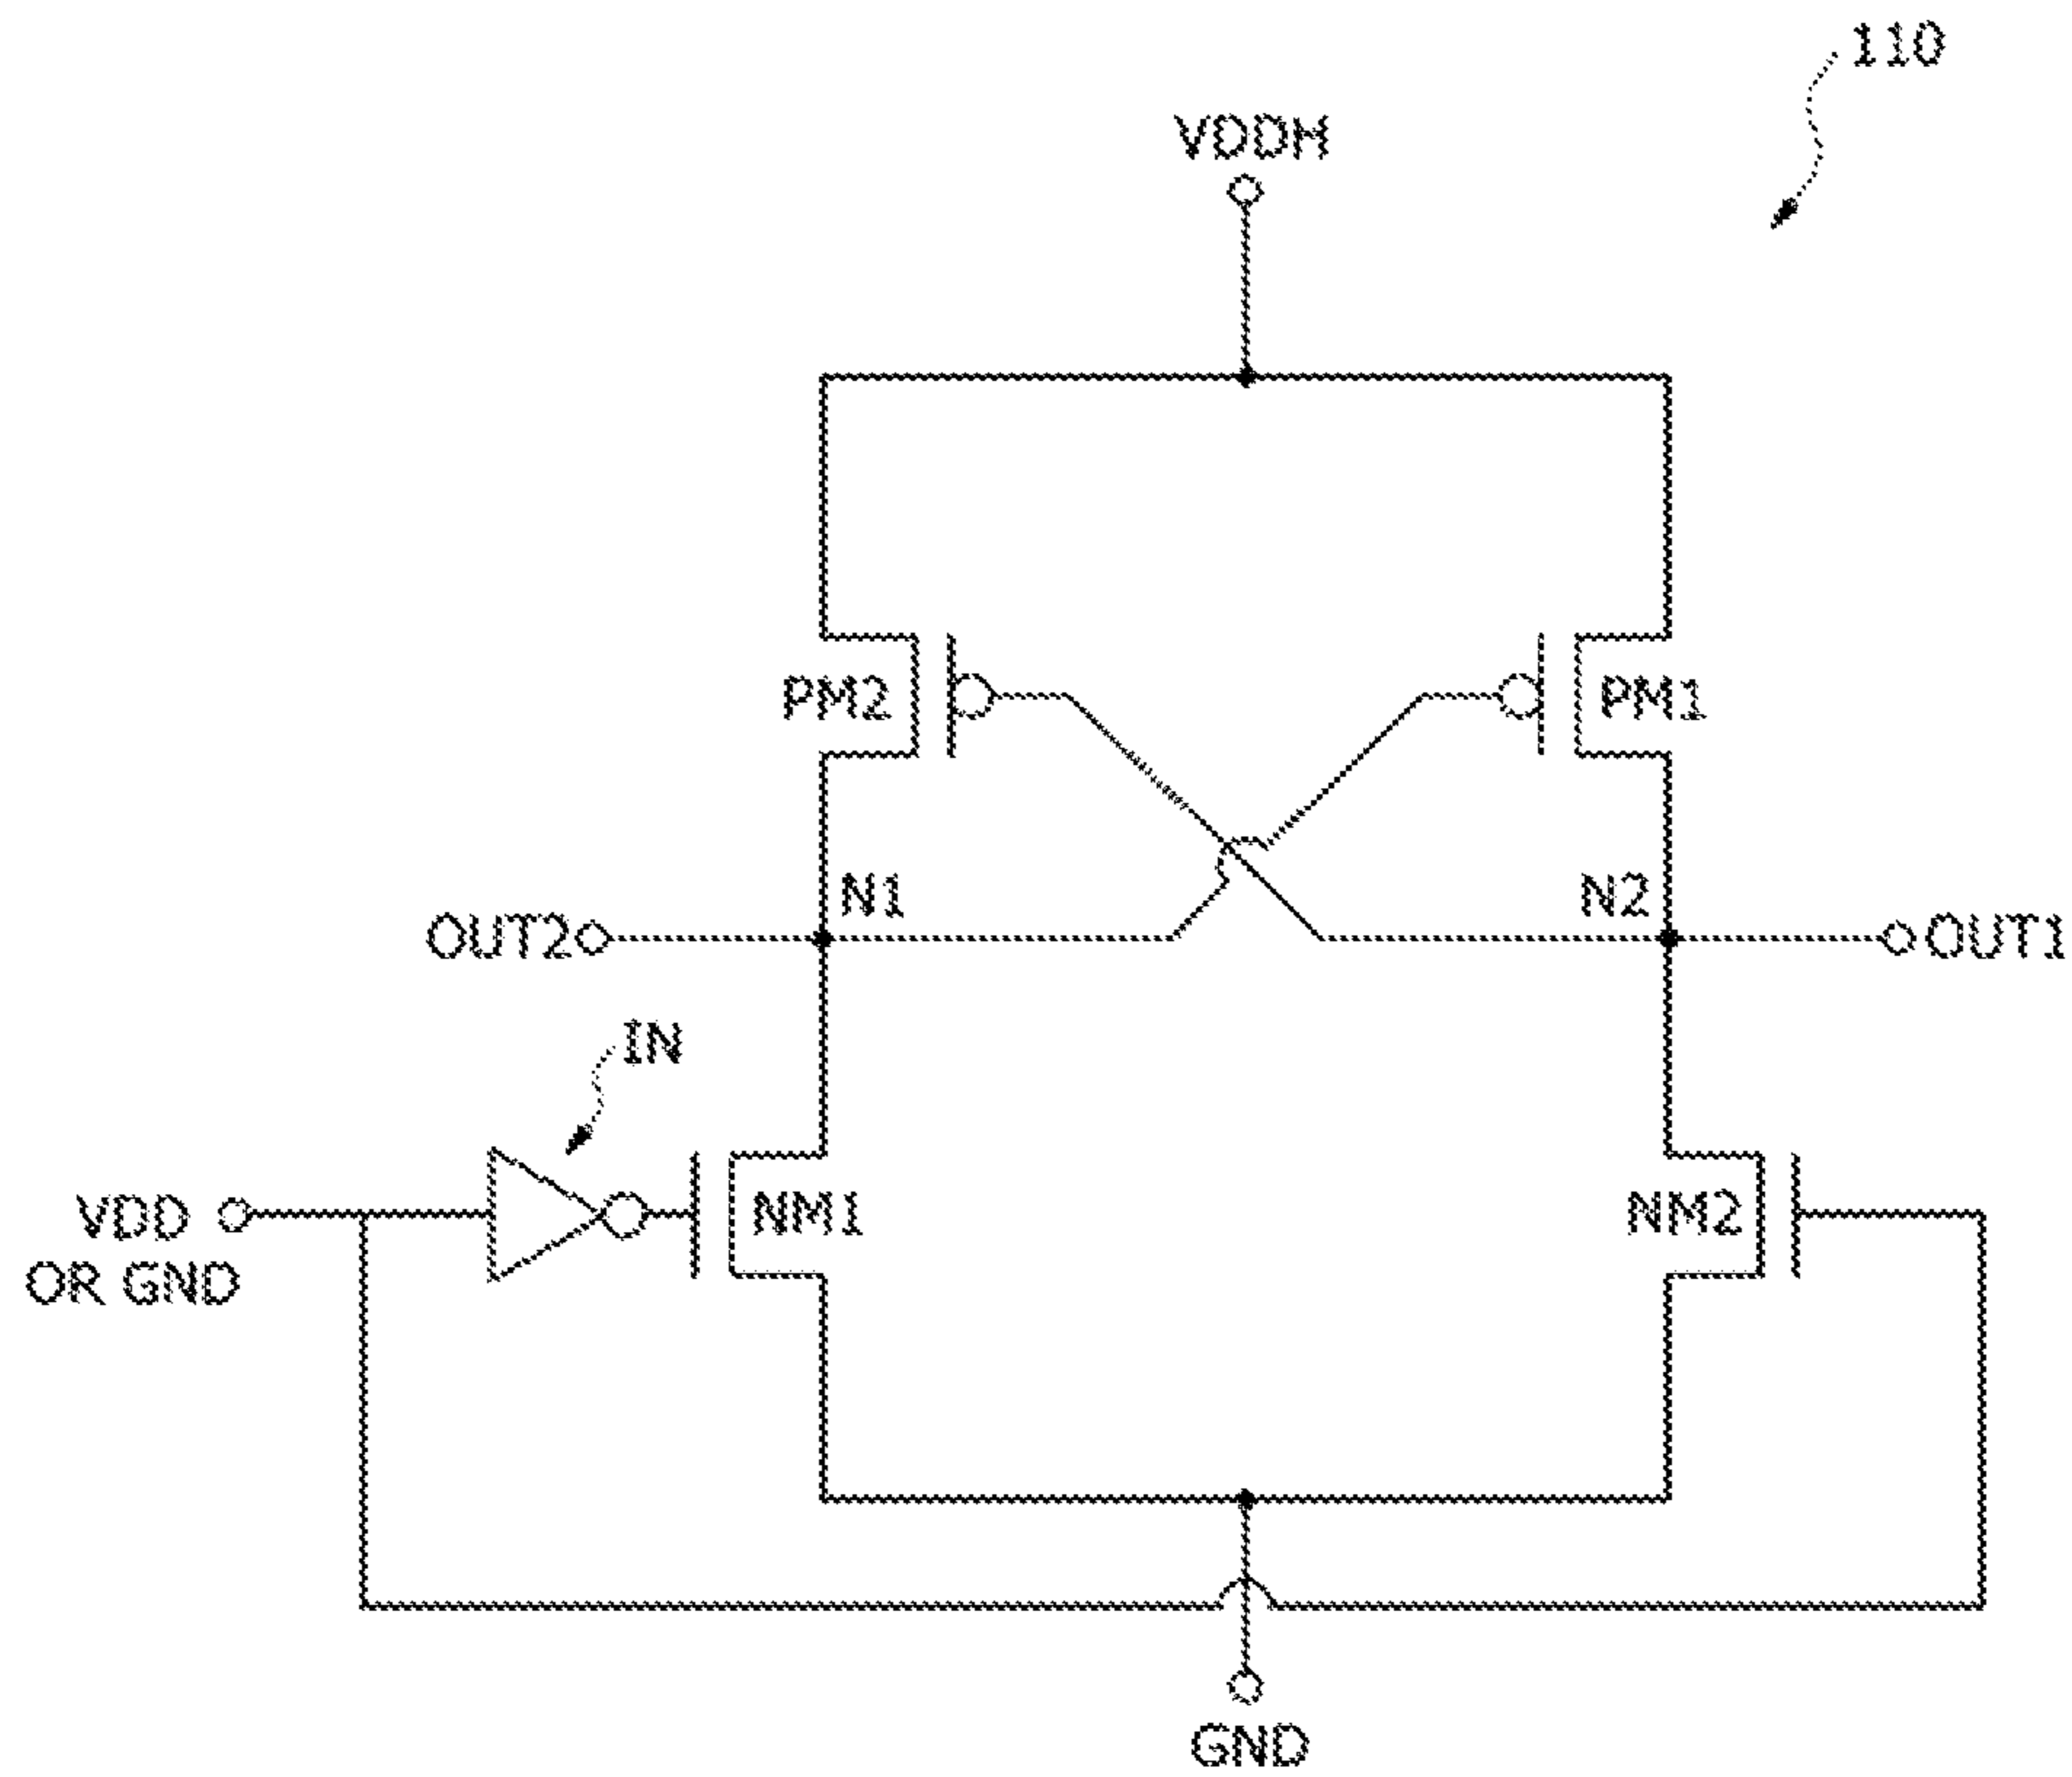 110
VDDH
PM2
PM1
N1
N2
OUT2
OUT1
IN
VDD
OR GND
NM1
NM2
GND